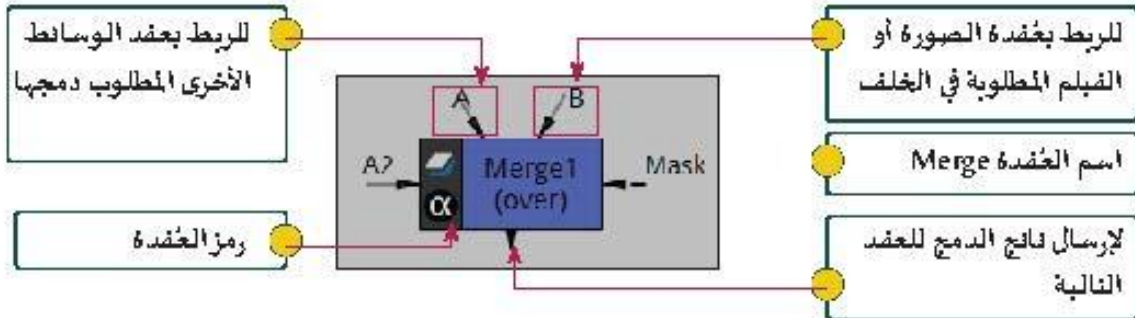 للربط بعُقدة الصورة أو
الفيلم المطلوبة في الخلف
للربط بعقد الوسائط
الأخرى المطلوب دمجها
A
B
اسم العُقدة Merge
A2
Merge1
(over)
Mask
α
لإرسال ناتج الدمج للعقد
التالية
رمز العُقدة